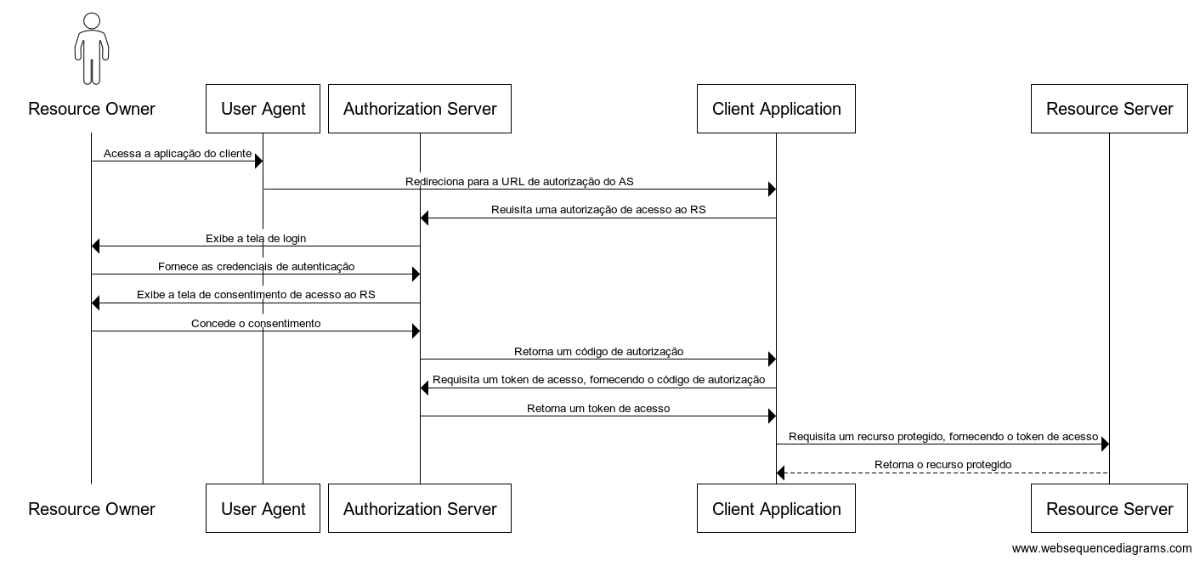 Resource Owner
User Agent
Authorization Server
Client Application
Resource Server
Acessa a aplicação do cliente
Redireciona para a URL de autorização do AS
Reuisita uma autorização de acesso ao RS
Exibe a tela de login
Fornece as credenciais de autenticação
Exibe a tela de consentimento de acesso ao RS
Concede o consentimento
Retorna um código de autorização
Requisita um token de acesso, fornecendo o código de autorização
Retorna um token de acesso
Requisita um recurso protegido, fornecendo o token de acesso
Retorna o recurso protegido
Resource Owner
User Agent
Authorization Server
Client Application
Resource Server
www.websequencediagrams.com